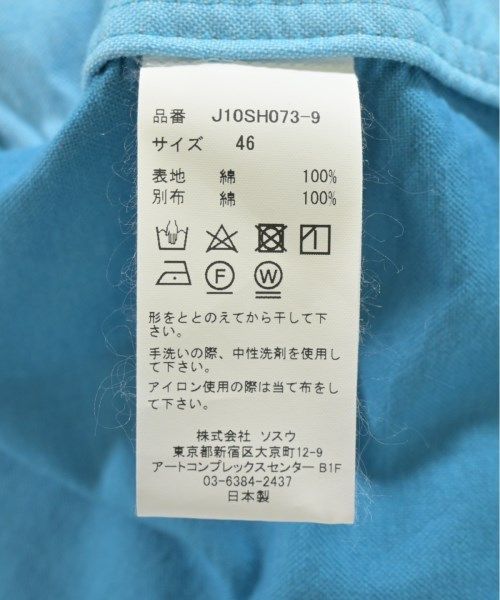 品番 J10SH073-9
サイズ 46
表地 綿 100%
別布 綿 100%
F W
形をととのえてから干して下
さい。
手洗いの際、中性洗剤を使用し
て下さい。
アイロン使用の際は当て布をし
て下さい。
株式会社 ソスウ
東京都新宿区大京町12-9
アートコンプレックスセンター B1F
03-6384-2437
日本製